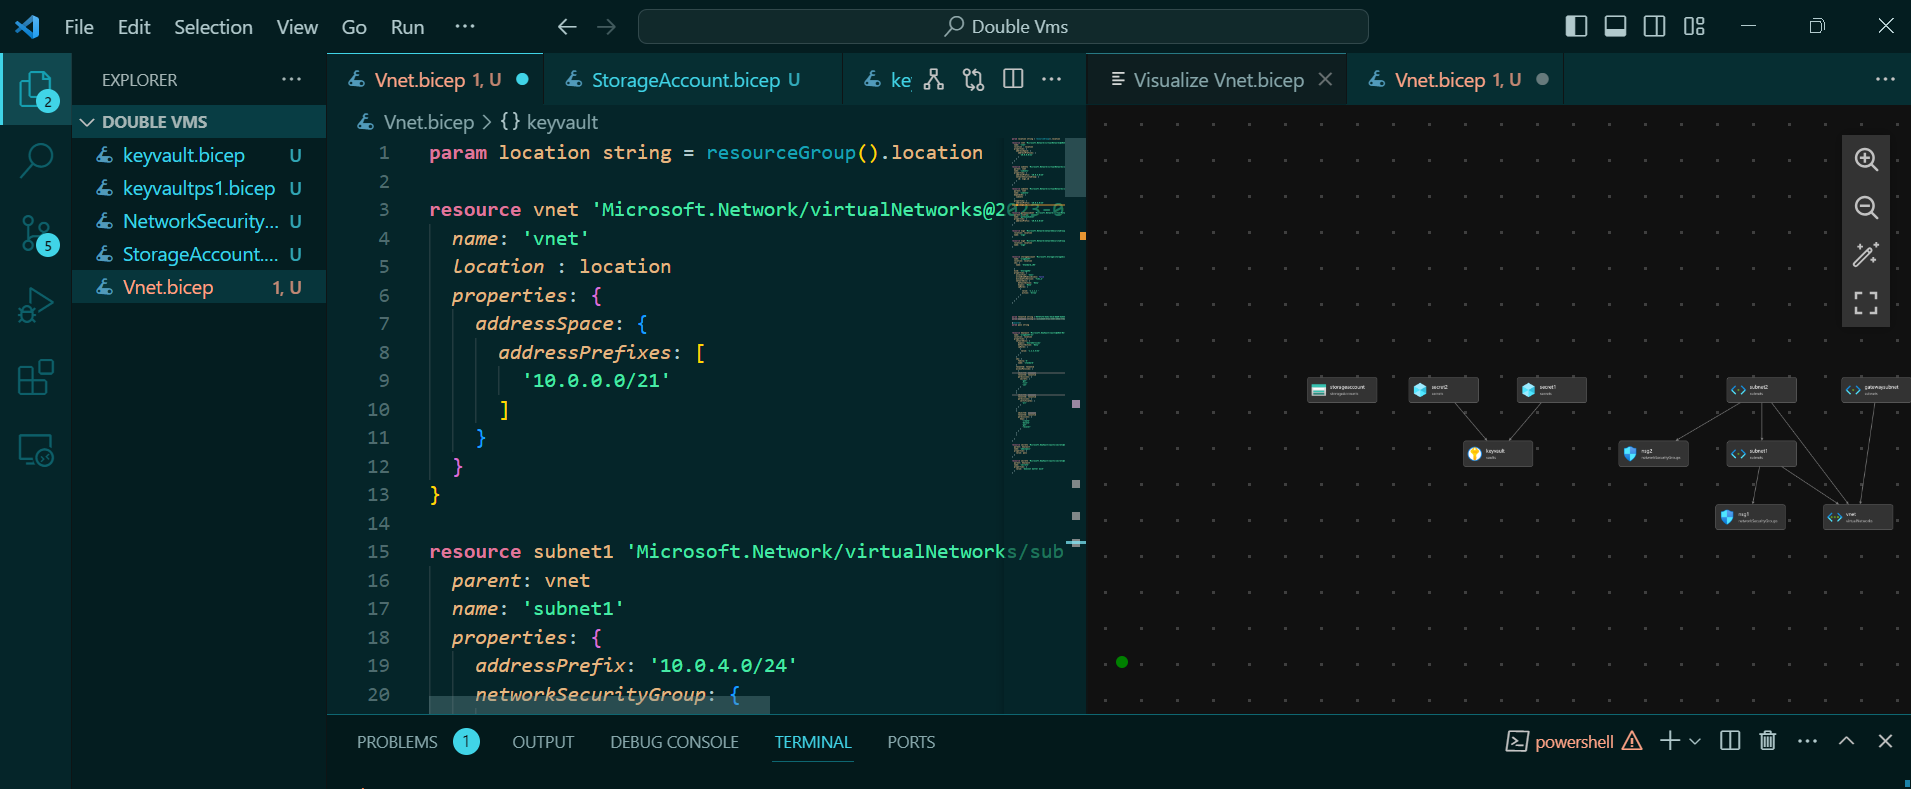 File Edit Selection View Go Run ··· Double Vms
EXPLORER ···
DOUBLE VMS
keyvault.bicep U
keyvaultps1.bicep U
NetworkSecurity... U
StorageAccount.... U
Vnet.bicep 1, U
2
5
Vnet.bicep 1, U StorageAccount.bicep U
Vnet.bicep > {} keyvault
1 param location string = resourceGroup().location
2
3 resource vnet 'Microsoft.Network/virtualNetworks@2023-0
4 name: 'vnet'
5 location : location
6 properties: {
7 addressSpace: {
8 addressPrefixes: [
9 '10.0.0.0/21'
10 ]
11 }
12 }
13 }
14
15 resource subnet1 'Microsoft.Network/virtualNetworks/sub
16 parent: vnet
17 name: 'subnet1'
18 properties: {
19 addressPrefix: '10.0.4.0/24'
20 networkSecurityGroup: {
Visualize Vnet.bicep Vnet.bicep 1, U ···
storageaccount
secret2
secret1
subnet2
gatewaysubnet
keyvault
nsg2
subnet1
nsg1
vnet
PROBLEMS 1 OUTPUT DEBUG CONSOLE TERMINAL PORTS
powershell